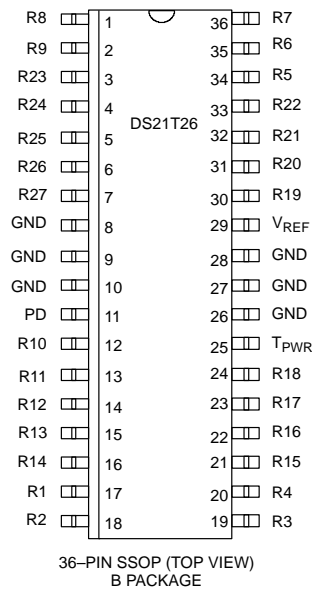 R8 1 36 R7
R9 2 35 R6
R23 3 34 R5
R24 4 33 R22
DS21T26
R25 5 32 R21
R26 6 31 R20
R27 7 30 R19
GND 8 29 VREF
GND 9 28 GND
GND 10 27 GND
PD 11 26 GND
R10 12 25 TPWR
R11 13 24 R18
R12 14 23 R17
R13 15 22 R16
R14 16 21 R15
R1 17 20 R4
R2 18 19 R3
36–PIN SSOP (TOP VIEW)
B PACKAGE